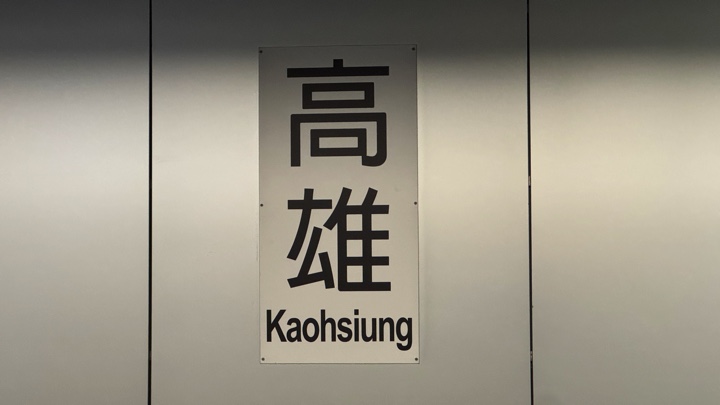 高雄
Kaohsiung